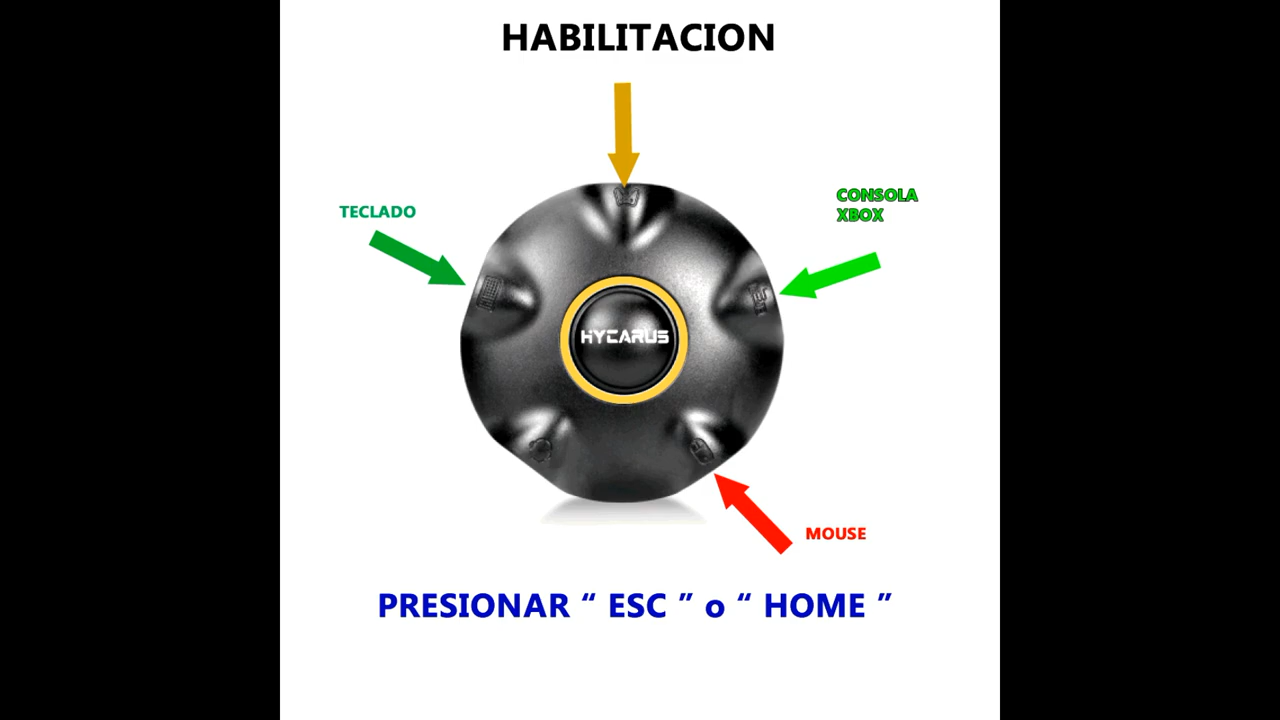 HABILITACION
TECLADO
CONSOLA
XBOX
HYCARUS
MOUSE
PRESIONAR “ ESC ” o “ HOME ”